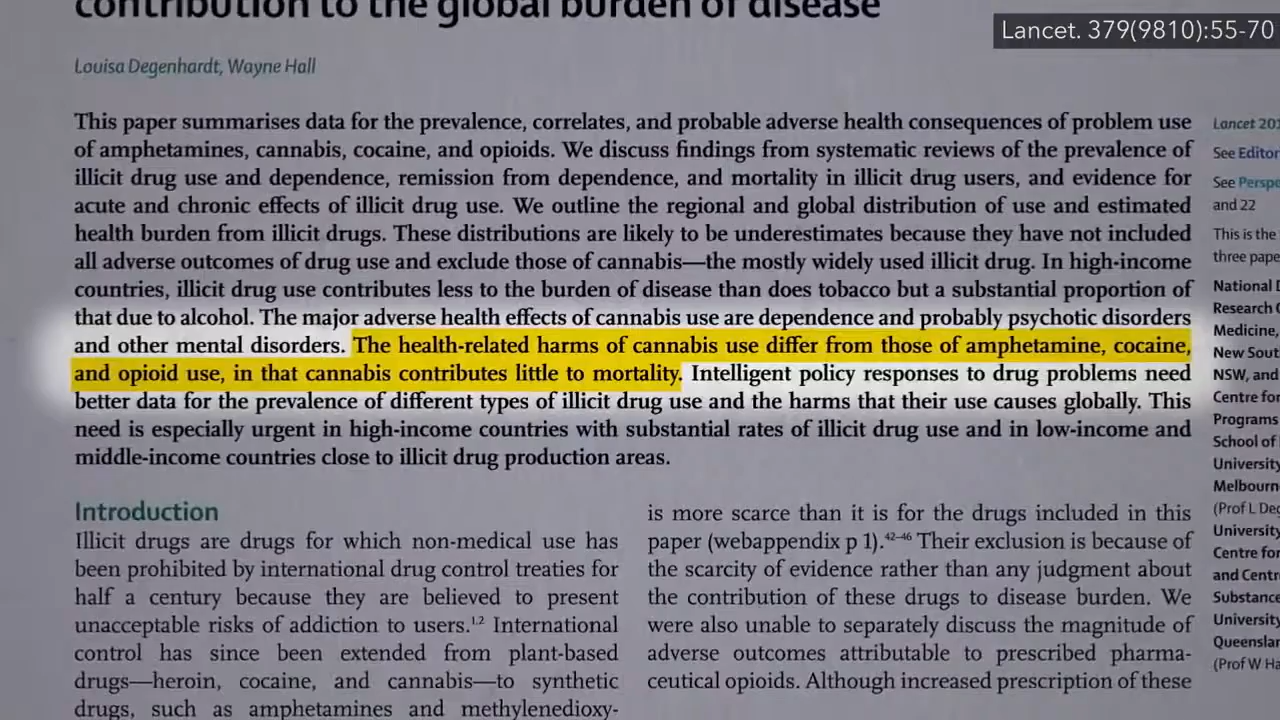 contribution to the global burden of disease
Lancet. 379(9810):55-70
Louisa Degenhardt, Wayne Hall
This paper summarises data for the prevalence, correlates, and probable adverse health consequences of problem use
of amphetamines, cannabis, cocaine, and opioids. We discuss findings from systematic reviews of the prevalence of
illicit drug use and dependence, remission from dependence, and mortality in illicit drug users, and evidence for
acute and chronic effects of illicit drug use. We outline the regional and global distribution of use and estimated
health burden from illicit drugs. These distributions are likely to be underestimates because they have not included
all adverse outcomes of drug use and exclude those of cannabis—the mostly widely used illicit drug. In high-income
countries, illicit drug use contributes less to the burden of disease than does tobacco but a substantial proportion of
that due to alcohol. The major adverse health effects of cannabis use are dependence and probably psychotic disorders
and other mental disorders. The health-related harms of cannabis use differ from those of amphetamine, cocaine,
and opioid use, in that cannabis contributes little to mortality. Intelligent policy responses to drug problems need
better data for the prevalence of different types of illicit drug use and the harms that their use causes globally. This
need is especially urgent in high-income countries with substantial rates of illicit drug use and in low-income and
middle-income countries close to illicit drug production areas.
Introduction
Illicit drugs are drugs for which non-medical use has
been prohibited by international drug control treaties for
half a century because they are believed to present
unacceptable risks of addiction to users.1,2 International
control has since been extended from plant-based
drugs—heroin, cocaine, and cannabis—to synthetic
drugs, such as amphetamines and methylenedioxy-
is more scarce than it is for the drugs included in this
paper (webappendix p 1).42–46 Their exclusion is because of
the scarcity of evidence rather than any judgment about
the contribution of these drugs to disease burden. We
were also unable to separately discuss the magnitude of
adverse outcomes attributable to prescribed pharma-
ceutical opioids. Although increased prescription of these
Lancet 201
See Editor
See Perspe
and 22
This is the
three pape
National D
Research C
Medicine,
New Sout
NSW, and
Centre for
Programs
School of
University
Melbourn
(Prof L Deg
University
Centre fo
and Centr
Substance
University
Queenslan
(Prof W Ha